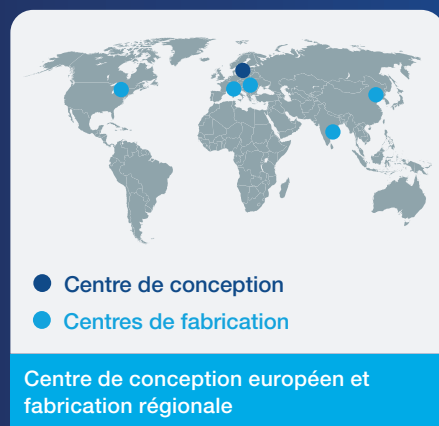 Centre de conception
Centres de fabrication
Centre de conception européen et
fabrication régionale